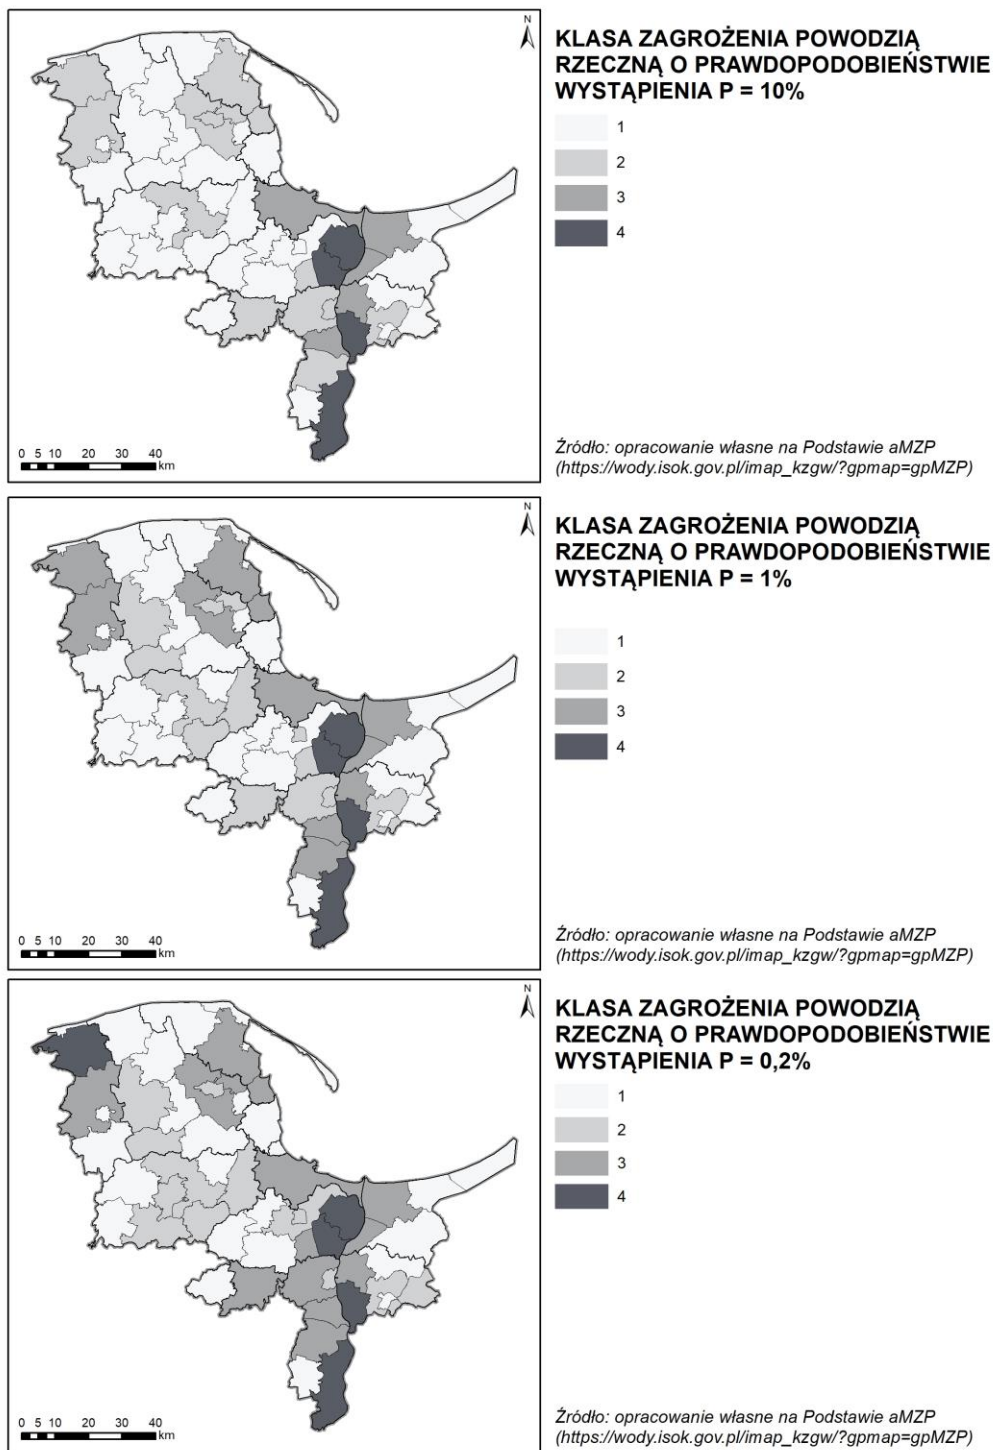 N
KLASA ZAGROŻENIA POWODZIĄ
RZECZNĄ O PRAWDOPODOBIEŃSTWIE
WYSTĄPIENIA P = 10%
1
2
3
4
0 5 10 20 30 40
km
Źródło: opracowanie własne na Podstawie aMZP
(https://wody.isok.gov.pl/imap_kzgw/?gpmap=gpMZP)
N
KLASA ZAGROŻENIA POWODZIĄ
RZECZNĄ O PRAWDOPODOBIEŃSTWIE
WYSTĄPIENIA P = 1%
1
2
3
4
0 5 10 20 30 40
km
Źródło: opracowanie własne na Podstawie aMZP
(https://wody.isok.gov.pl/imap_kzgw/?gpmap=gpMZP)
N
KLASA ZAGROŻENIA POWODZIĄ
RZECZNĄ O PRAWDOPODOBIEŃSTWIE
WYSTĄPIENIA P = 0,2%
1
2
3
4
0 5 10 20 30 40
km
Źródło: opracowanie własne na Podstawie aMZP
(https://wody.isok.gov.pl/imap_kzgw/?gpmap=gpMZP)